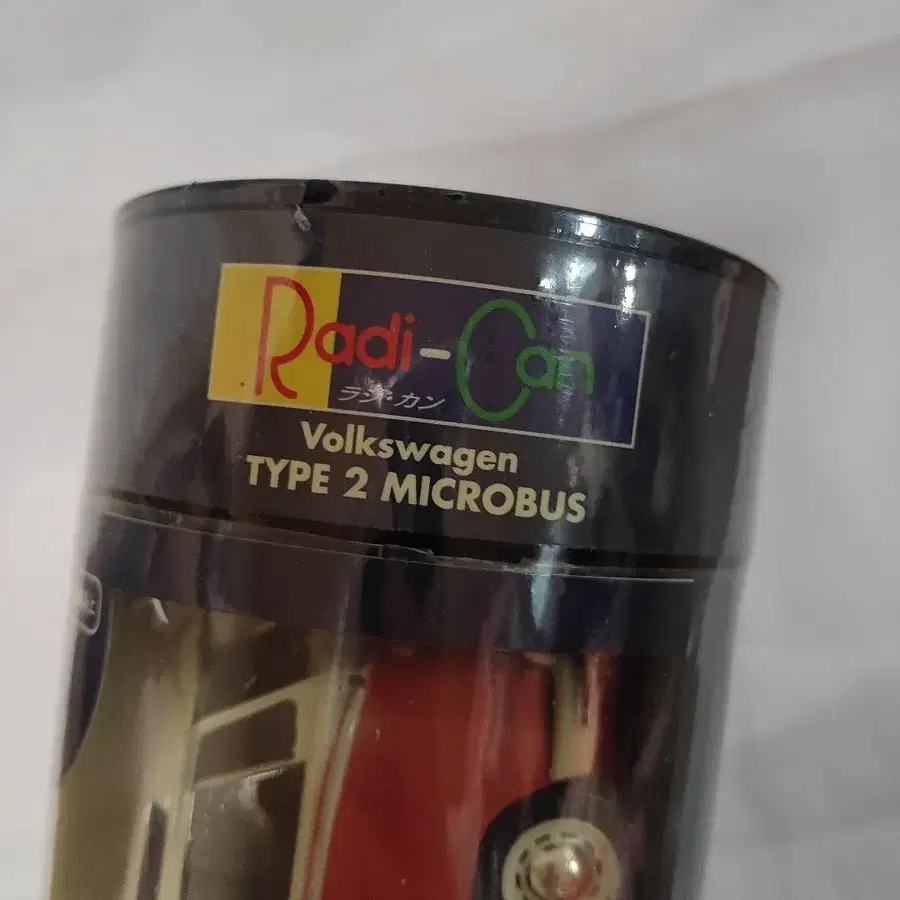 Radi-Can
ラジ・カン
Volkswagen
TYPE 2 MICROBUS